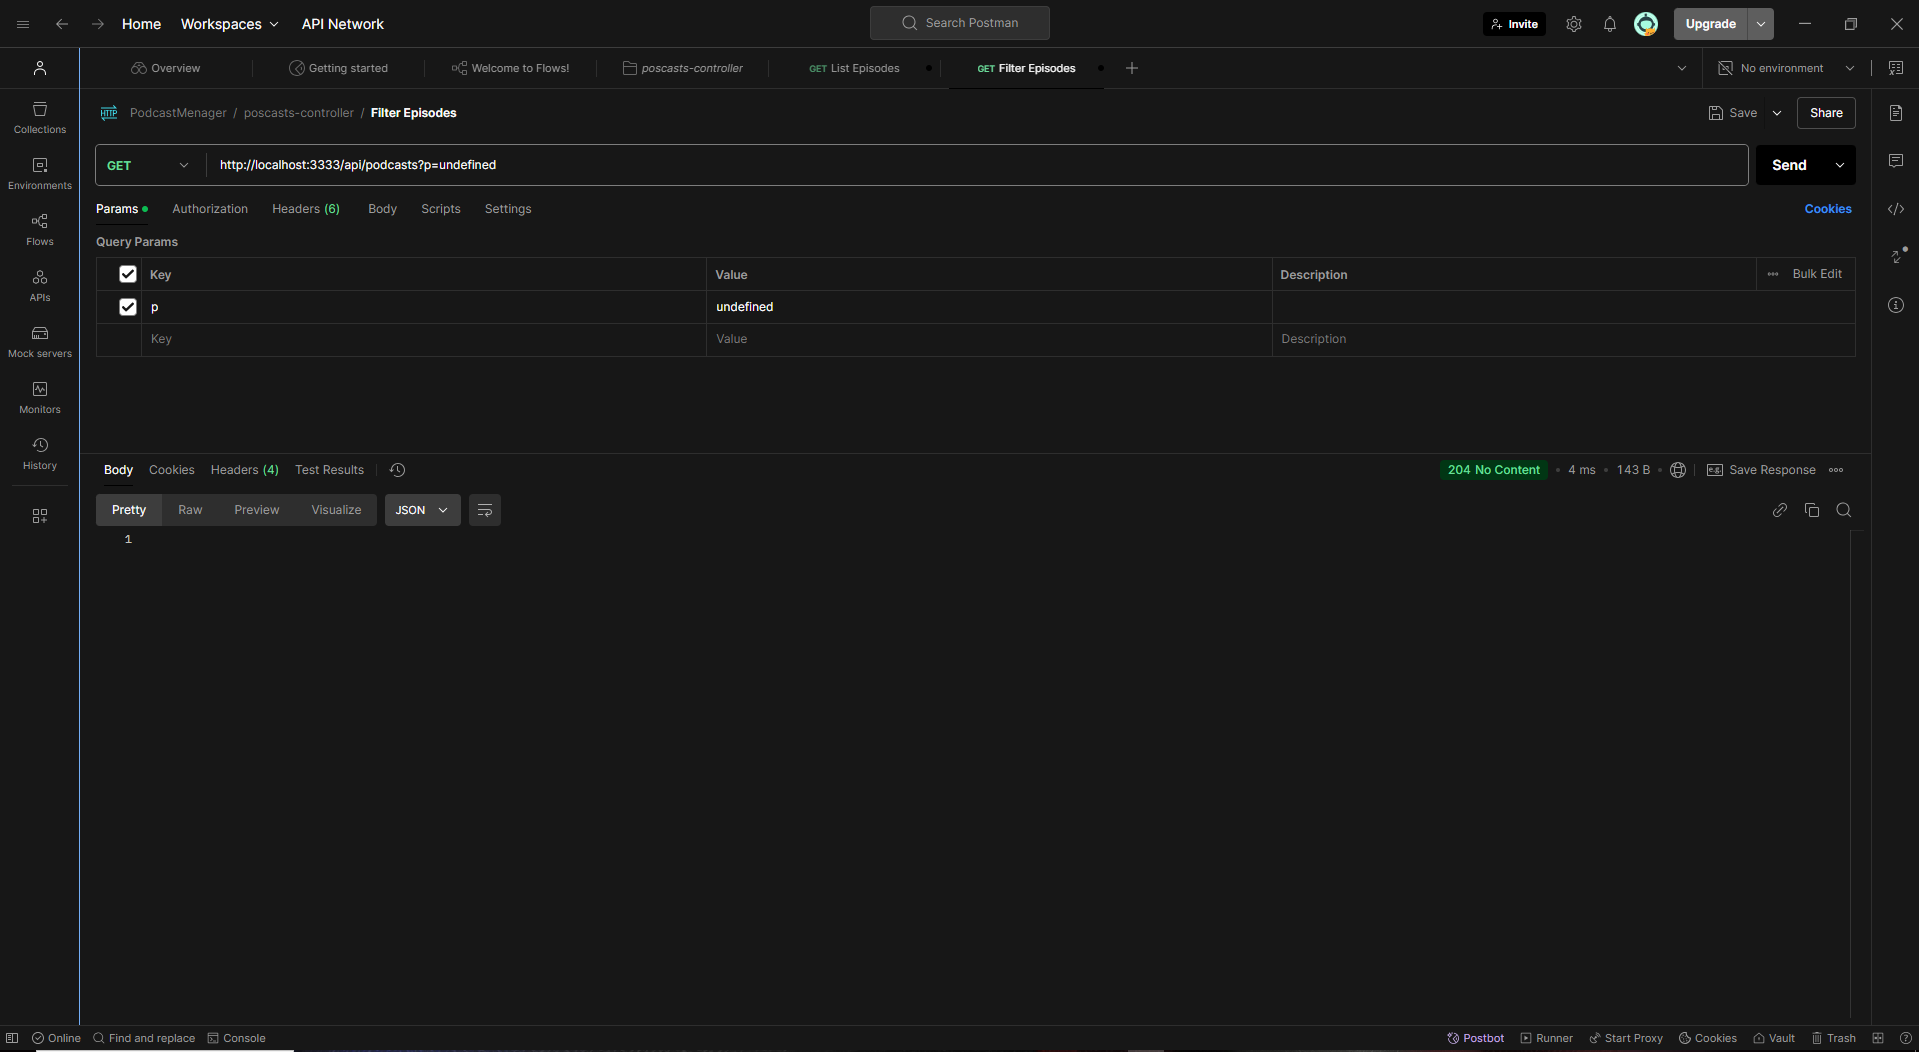 Home Workspaces API Network Search Postman Invite Upgrade
Overview Getting started Welcome to Flows! poscasts-controller GET List Episodes GET Filter Episodes No environment
HTTP PodcastMenager / poscasts-controller / Filter Episodes Save Share
GET http://localhost:3333/api/podcasts?p=undefined Send
Params Authorization Headers (6) Body Scripts Settings Cookies
Query Params
Key Value Description Bulk Edit
p undefined
Key Value Description
Collections
Environments
Flows
APIs
Mock servers
Monitors
History
Body Cookies Headers (4) Test Results 204 No Content 4 ms 143 B e.g. Save Response
Pretty Raw Preview Visualize JSON
1
Online Find and replace Console Postbot Runner Start Proxy Cookies Vault Trash